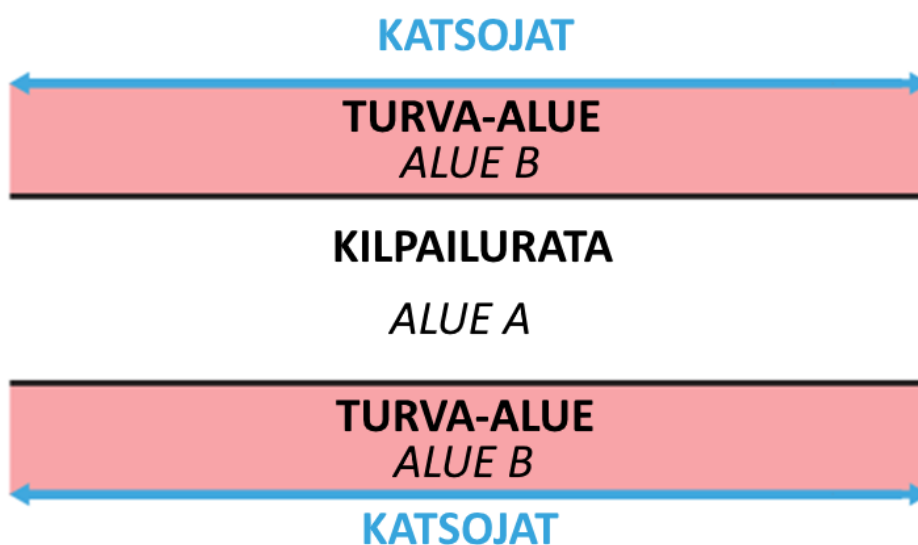 KATSOJAT
TURVA-ALUE
ALUE B
KILPAILURATA
ALUE A
TURVA-ALUE
ALUE B
KATSOJAT